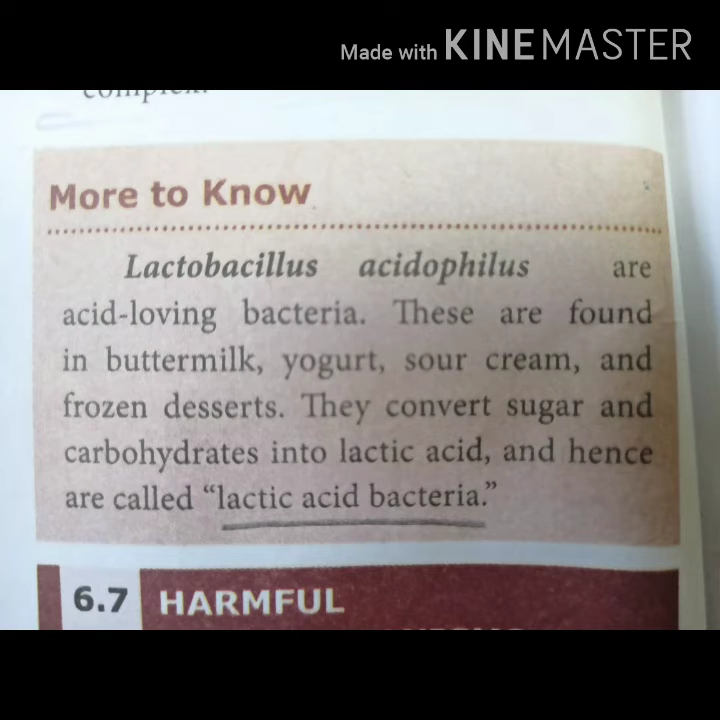 Made with KINEMASTER
More to Know
Lactobacillus acidophilus are
acid-loving bacteria. These are found
in buttermilk, yogurt, sour cream, and
frozen desserts. They convert sugar and
carbohydrates into lactic acid, and hence
are called “lactic acid bacteria.”
6.7 HARMFUL